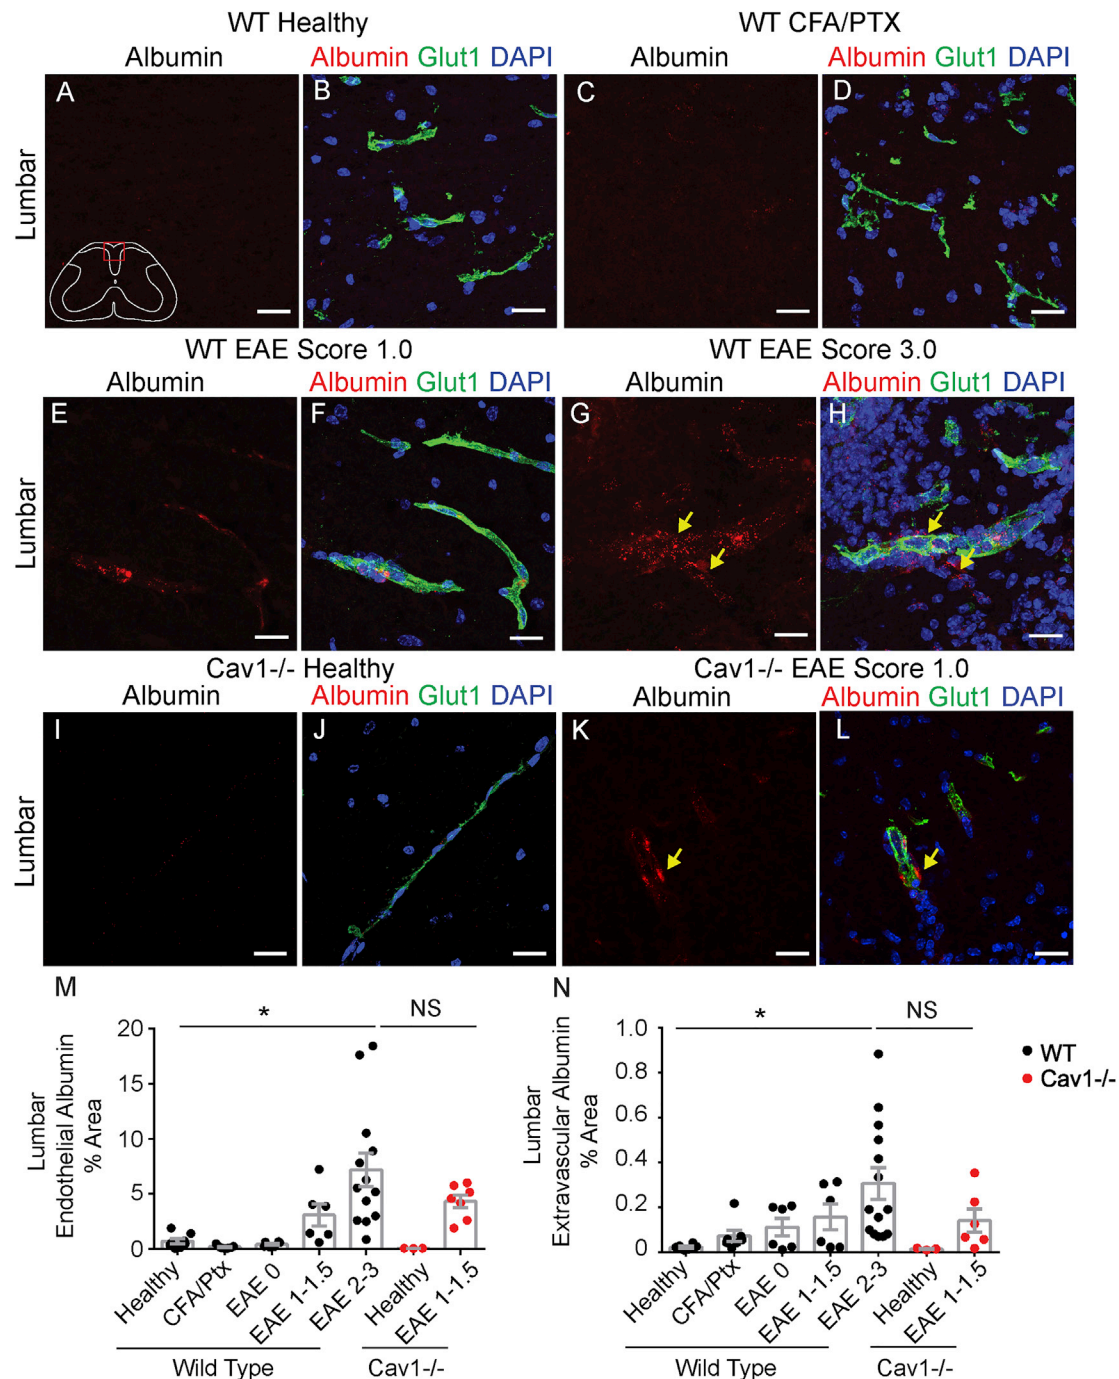 WT Healthy WT CFA/PTX
Albumin Albumin Glut1 DAPI Albumin Albumin Glut1 DAPI
A B C D
Lumbar
WT EAE Score 1.0 WT EAE Score 3.0
Albumin Albumin Glut1 DAPI Albumin Albumin Glut1 DAPI
E F G H
Lumbar
Cav1-/- Healthy Cav1-/- EAE Score 1.0
Albumin Albumin Glut1 DAPI Albumin Albumin Glut1 DAPI
I J K L
Lumbar
M
* NS
Lumbar
Endothelial Albumin
% Area
20
15
10
5
0
Healthy
CFA/Ptx
EAE 0
EAE 1-1.5
EAE 2-3
Healthy
EAE 1-1.5
Wild Type Cav1-/-
N
* NS
Lumbar
Extravascular Albumin
% Area
1.0
0.8
0.6
0.4
0.2
0
Healthy
CFA/Ptx
EAE 0
EAE 1-1.5
EAE 2-3
Healthy
EAE 1-1.5
Wild Type Cav1-/-
WT
Cav1-/-